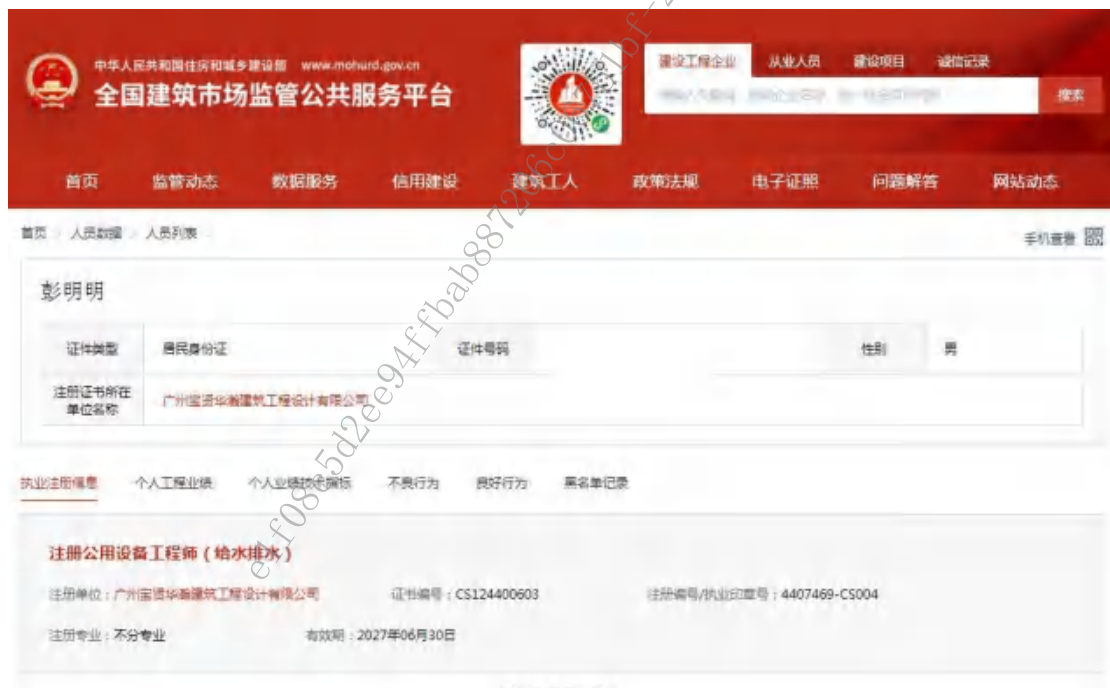 中华人民共和国住房和城乡建设部 www.mohurd.gov.cn
全国建筑市场监管公共服务平台
建设工程企业 从业人员 建设项目 诚信记录
搜索
首页 监管动态 数据服务 信用建设 建筑工人 政策法规 电子证照 问题解答 网站动态
首页 人员数据 人员列表
手机查看
彭明明
证件类型 居民身份证 证件号码 性别 男
注册证书所在
单位名称
广州宝贤华瀚建筑工程设计有限公司
执业注册信息 个人工程业绩 个人业绩技术指标 不良行为 良好行为 黑名单记录
注册公用设备工程师（给水排水）
注册单位：广州宝贤华瀚建筑工程设计有限公司 证书编号：CS124400603 注册编号/执业印章号：4407469-CS004
注册专业：不分专业 有效期：2027年06月30日